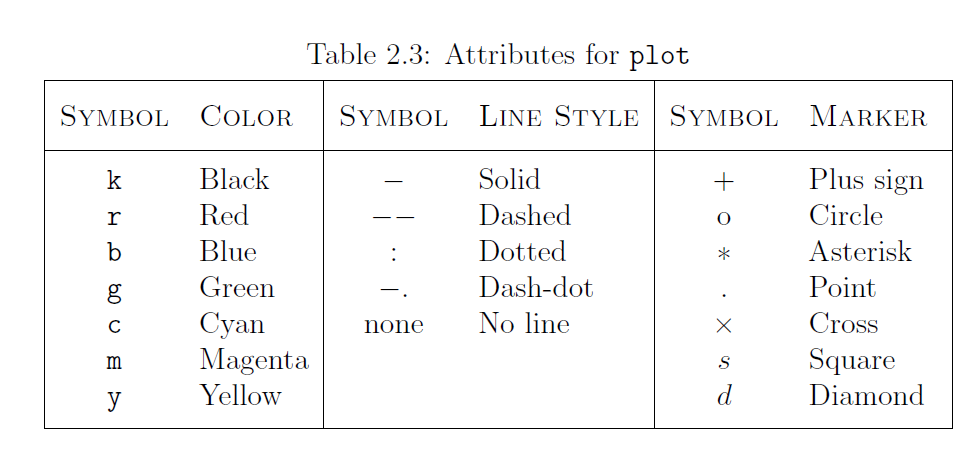 Table 2.3: Attributes for plot
SYMBOL COLOR SYMBOL LINE STYLE SYMBOL MARKER
k Black − Solid + Plus sign
r Red −− Dashed o Circle
b Blue : Dotted * Asterisk
g Green −. Dash-dot . Point
c Cyan none No line × Cross
m Magenta s Square
y Yellow d Diamond